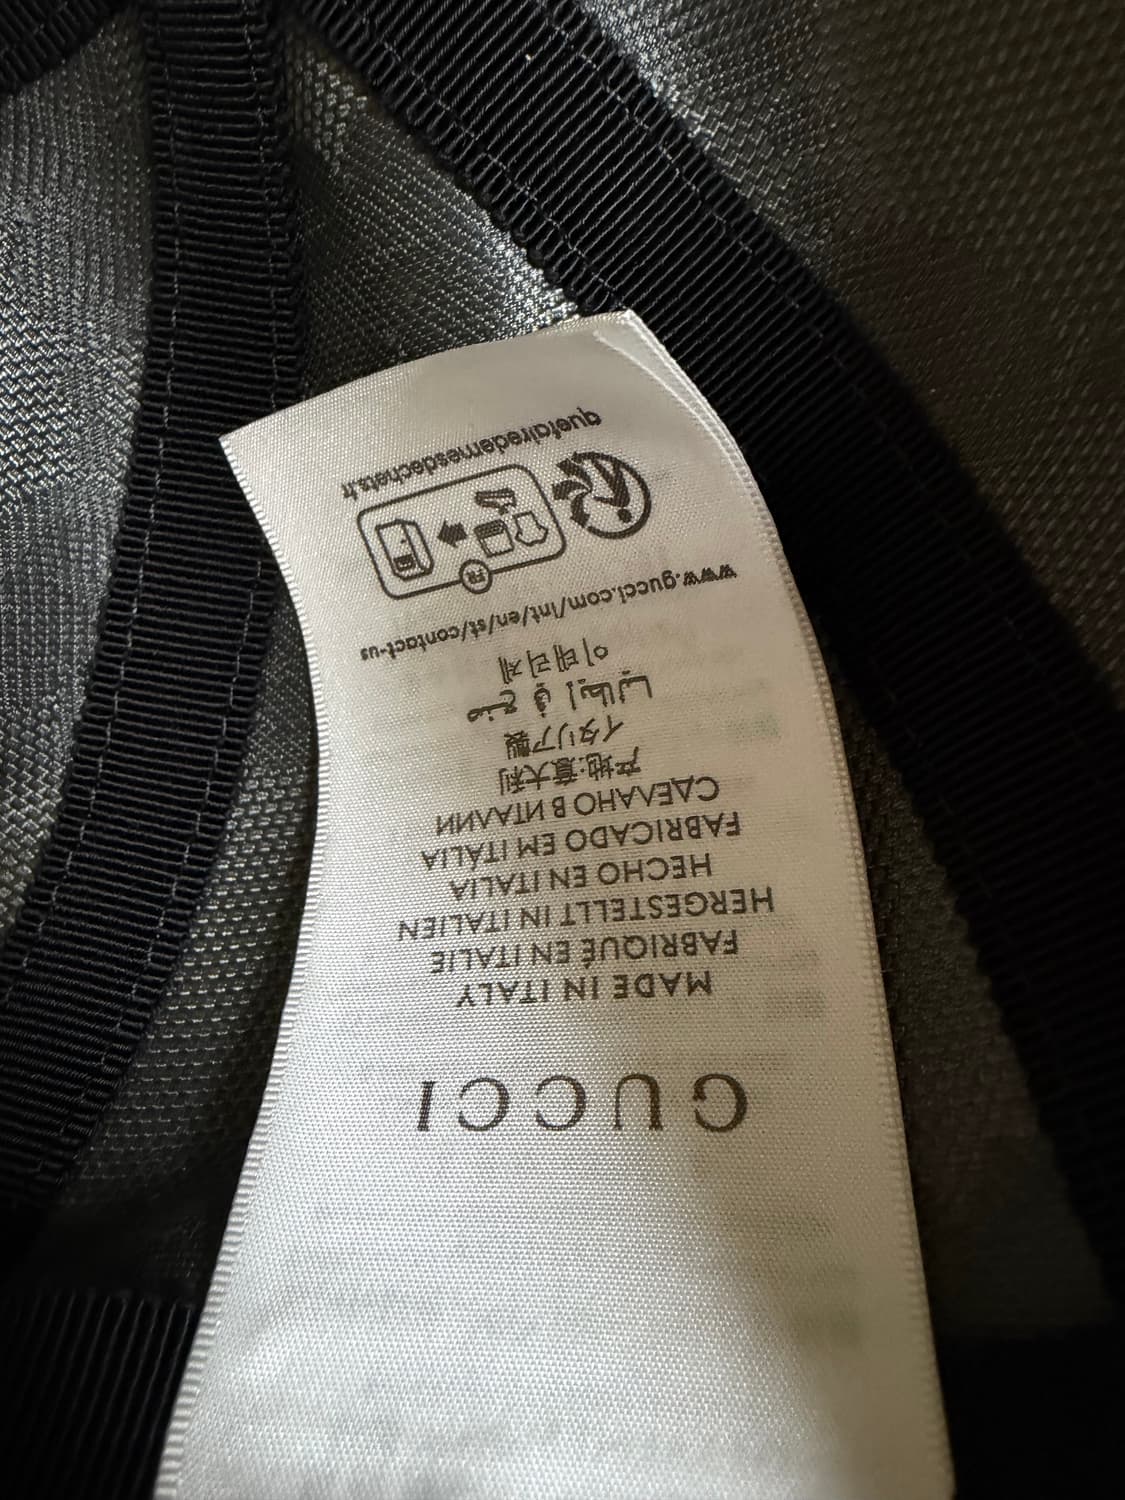 GUCCI
MADE IN ITALY
FABRIQUÉ EN ITALIE
HERGESTELLT IN ITALIEN
HECHO EN ITALIA
FABRICADO EM ITÁLIA
СДЕЛАНО В ИТАЛИИ
产地:意大利
イタリア製
صنع في إيطاليا
이태리제
www.gucci.com/int/en/st/contact-us
FR
quefairedemesdechets.fr